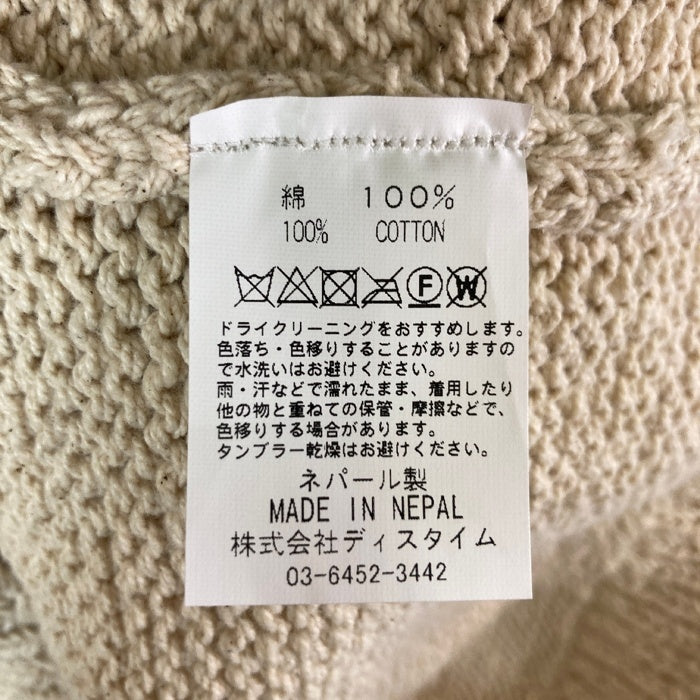 綿 100%
100% COTTON
F W
ドライクリーニングをおすすめします。
色落ち・色移りすることがありますの
で水洗いはお避けください。
雨・汗などで濡れたまま、着用したり
他の物と重ねての保管・摩擦などで、
色移りする場合があります。
タンブラー乾燥はお避けください。
ネパール製
MADE IN NEPAL
株式会社ディスタイム
03-6452-3442